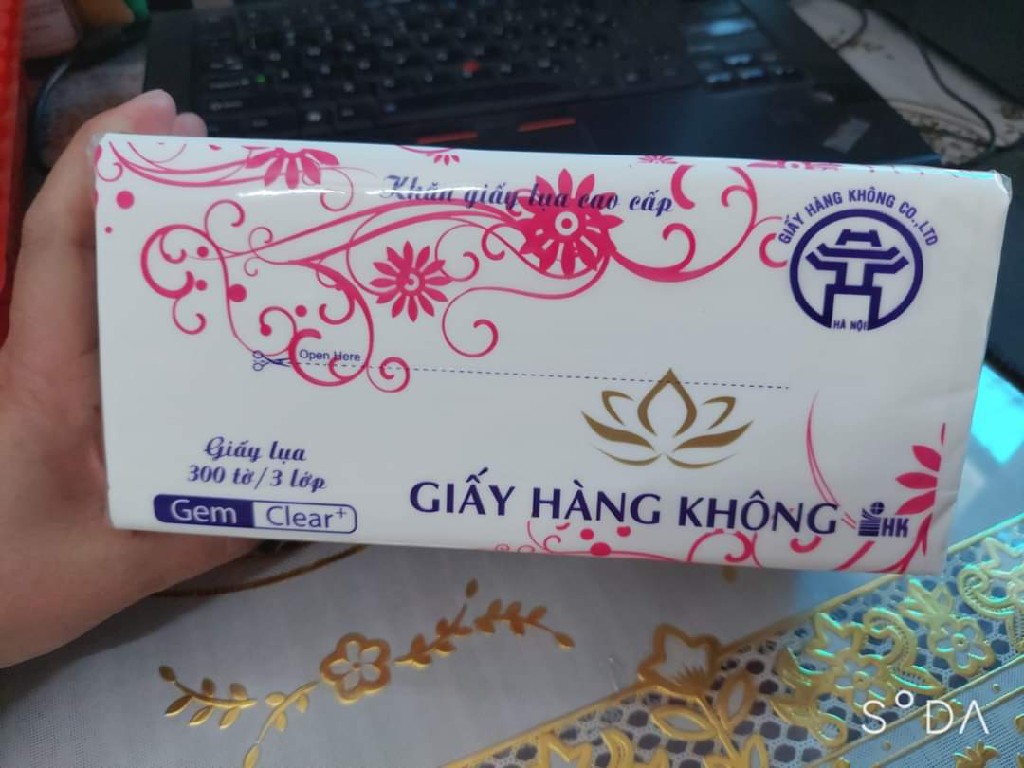 Khăn giấy lụa cao cấp
GIẤY HÀNG KHÔNG CO.,LTD
HÀ NỘI
Open Here
Giấy lụa
300 tờ/3 lớp
Gem Clear+
GIẤY HÀNG KHÔNG
HK
SODA